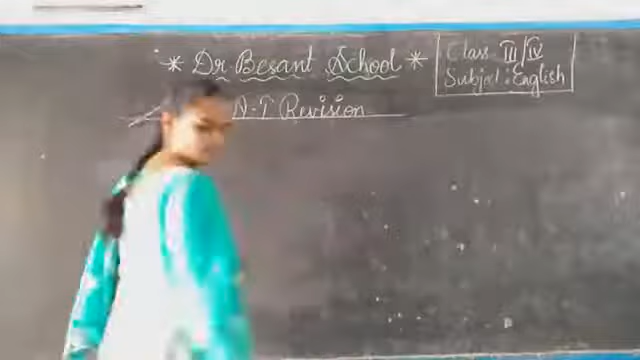 * Dr Besant School *
Class III/IV
Subject: English
N-T Revision